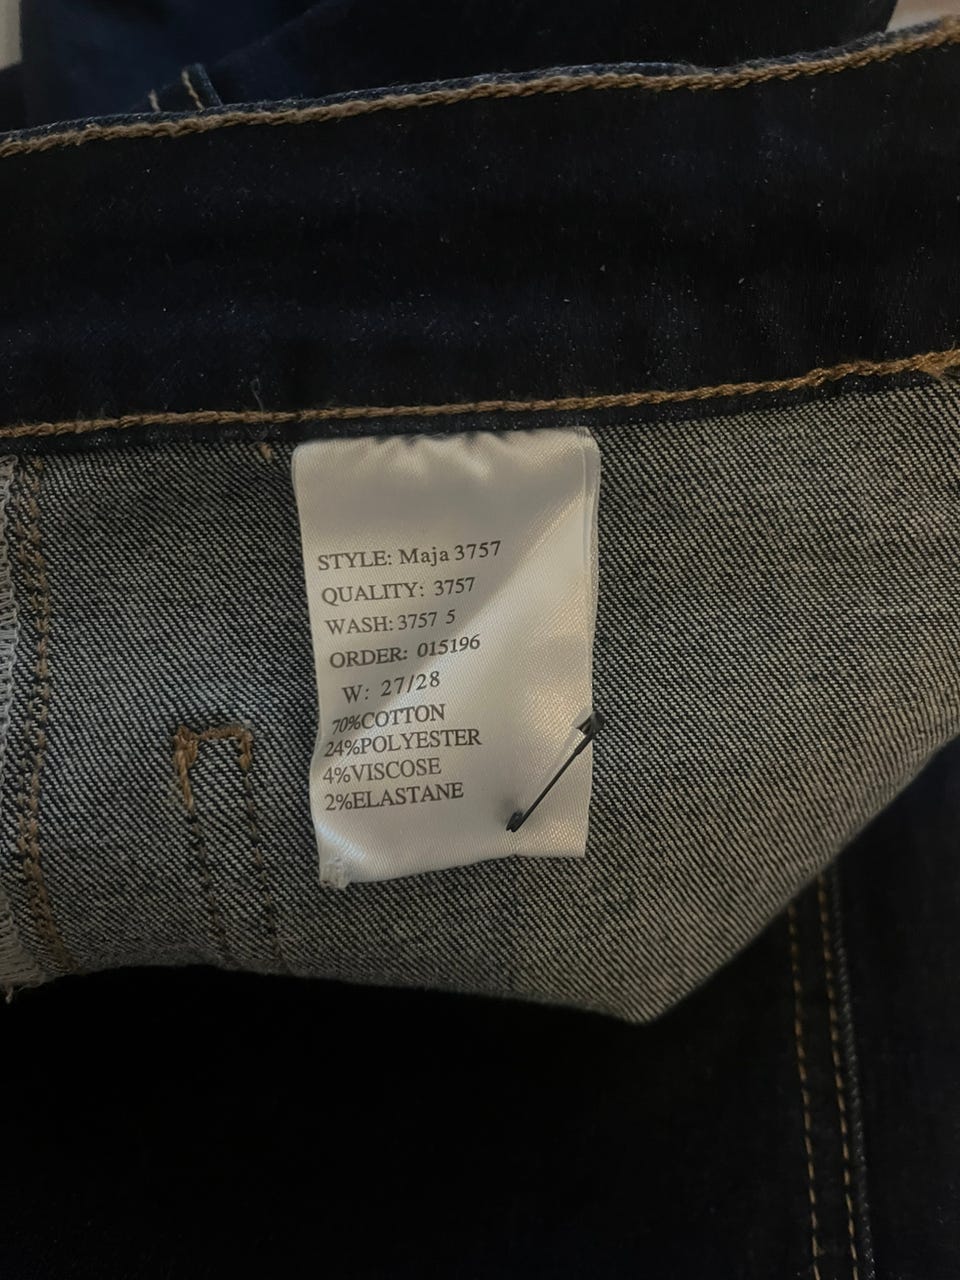 STYLE: Maja 3757
QUALITY: 3757
WASH: 3757 5
ORDER: 015196
W: 27/28
70%COTTON
24%POLYESTER
4%VISCOSE
2%ELASTANE